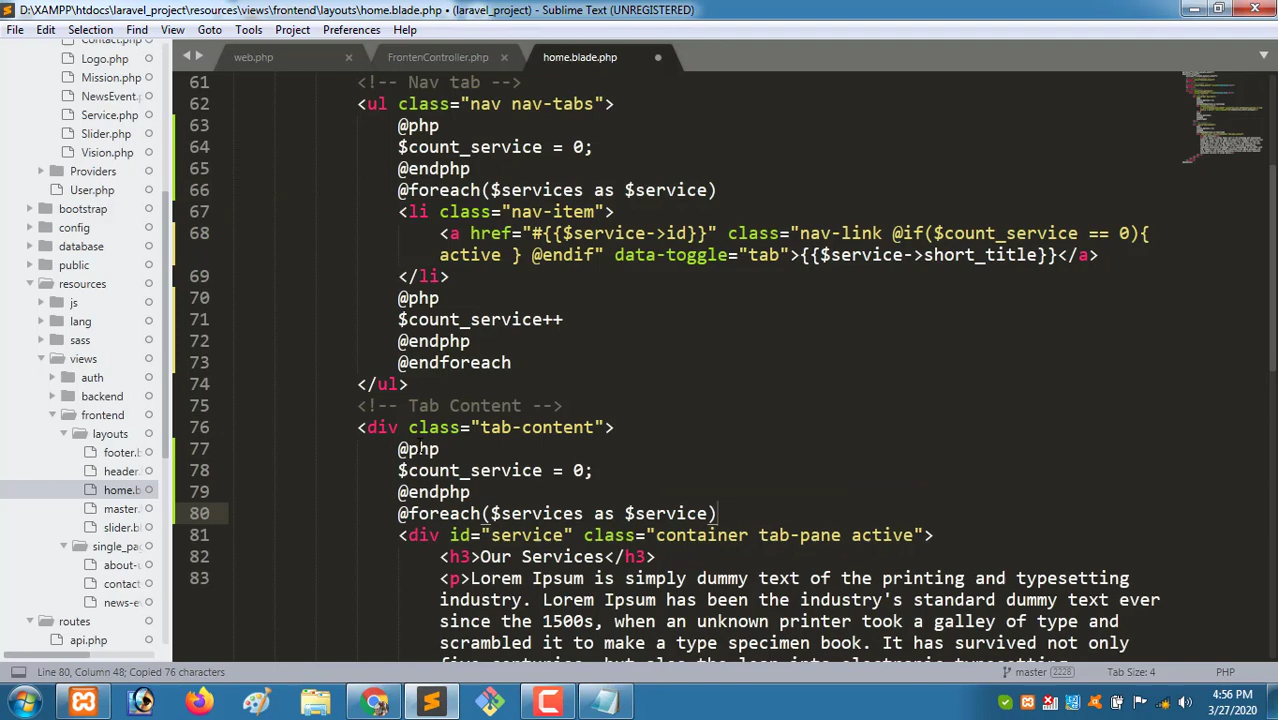 D:\XAMPP\htdocs\laravel_project\resources\views\frontend\layouts\home.blade.php • (laravel_project) - Sublime Text (UNREGISTERED)
File Edit Selection Find View Goto Tools Project Preferences Help
web.php FrontenController.php home.blade.php
Contact.php
Logo.php
Mission.php
NewsEvent.php
Service.php
Slider.php
Vision.php
Providers
User.php
bootstrap
config
database
public
resources
js
lang
sass
views
auth
backend
frontend
layouts
footer.b
header.
home.b
master.
slider.bl
single_pa
about-u
contact
news-e
routes
api.php
61 <!-- Nav tab -->
62 <ul class="nav nav-tabs">
63 @php
64 $count_service = 0;
65 @endphp
66 @foreach($services as $service)
67 <li class="nav-item">
68 <a href="#{{$service->id}}" class="nav-link @if($count_service == 0){
active } @endif" data-toggle="tab">{{$service->short_title}}</a>
69 </li>
70 @php
71 $count_service++
72 @endphp
73 @endforeach
74 </ul>
75 <!-- Tab Content -->
76 <div class="tab-content">
77 @php
78 $count_service = 0;
79 @endphp
80 @foreach($services as $service)
81 <div id="service" class="container tab-pane active">
82 <h3>Our Services</h3>
83 <p>Lorem Ipsum is simply dummy text of the printing and typesetting
industry. Lorem Ipsum has been the industry's standard dummy text ever
since the 1500s, when an unknown printer took a galley of type and
scrambled it to make a type specimen book. It has survived not only
five centuries, but also the leap into electronic typesetting,
Line 80, Column 48; Copied 76 characters
master 2228 Tab Size: 4 PHP
4:56 PM
3/27/2020